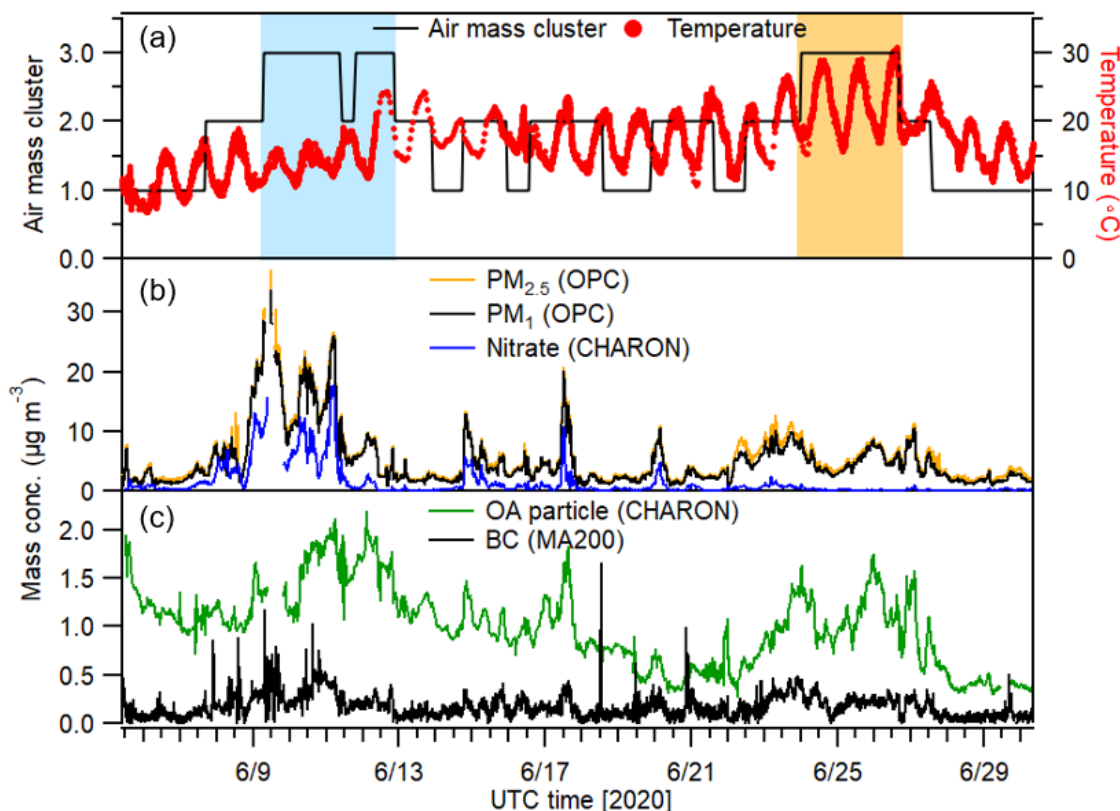 (a)
Air mass cluster
Temperature
3.0
2.0
1.0
0.0
Air mass cluster
30
20
10
0
Temperature (°C)
(b)
PM2.5 (OPC)
PM1 (OPC)
Nitrate (CHARON)
30
20
10
0
Mass conc. (µg m⁻³)
(c)
OA particle (CHARON)
BC (MA200)
2.0
1.5
1.0
0.5
0.0
6/9
6/13
6/17
6/21
6/25
6/29
UTC time [2020]